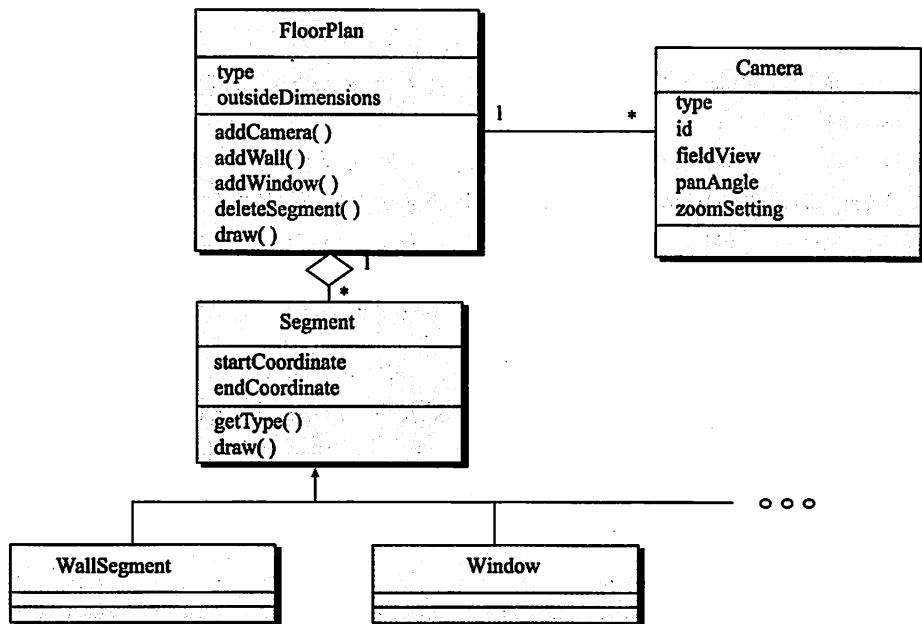 FloorPlan
type
outsideDimensions
addCamera( )
addWall( )
addWindow( )
deleteSegment( )
draw( )
1
*
Camera
type
id
fieldView
panAngle
zoomSetting
1
*
Segment
startCoordinate
endCoordinate
getType( )
draw( )
WallSegment
Window